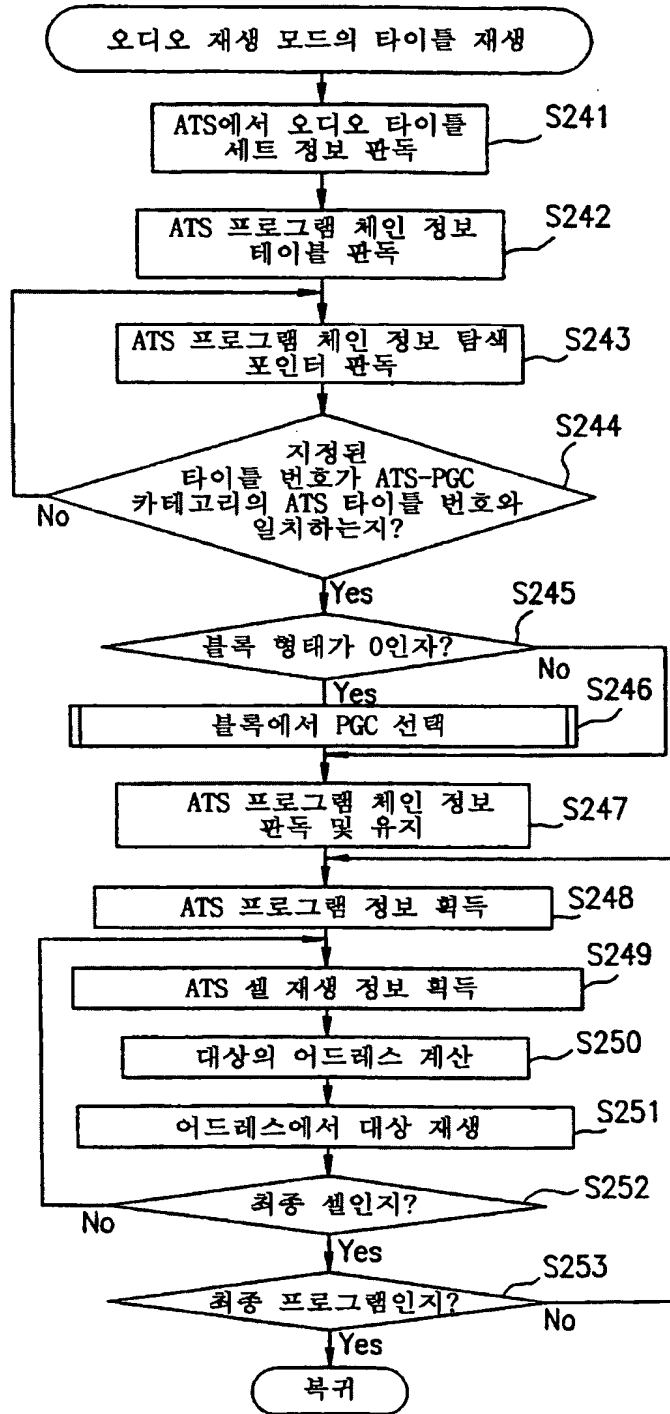 오디오 재생 모드의 타이틀 재생
ATS에서 오디오 타이틀
세트 정보 판독
S241
ATS 프로그램 체인 정보
테이블 판독
S242
ATS 프로그램 체인 정보 탐색
포인터 판독
S243
지정된
타이틀 번호가 ATS-PGC
카테고리의 ATS 타이틀 번호와
일치하는지?
S244
No
Yes
블록 형태가 0인자?
S245
No
Yes
블록에서 PGC 선택
S246
ATS 프로그램 체인 정보
판독 및 유지
S247
ATS 프로그램 정보 획득
S248
ATS 셀 재생 정보 획득
S249
대상의 어드레스 계산
S250
어드레스에서 대상 재생
S251
최종 셀인지?
S252
No
Yes
최종 프로그램인지?
S253
No
Yes
복귀